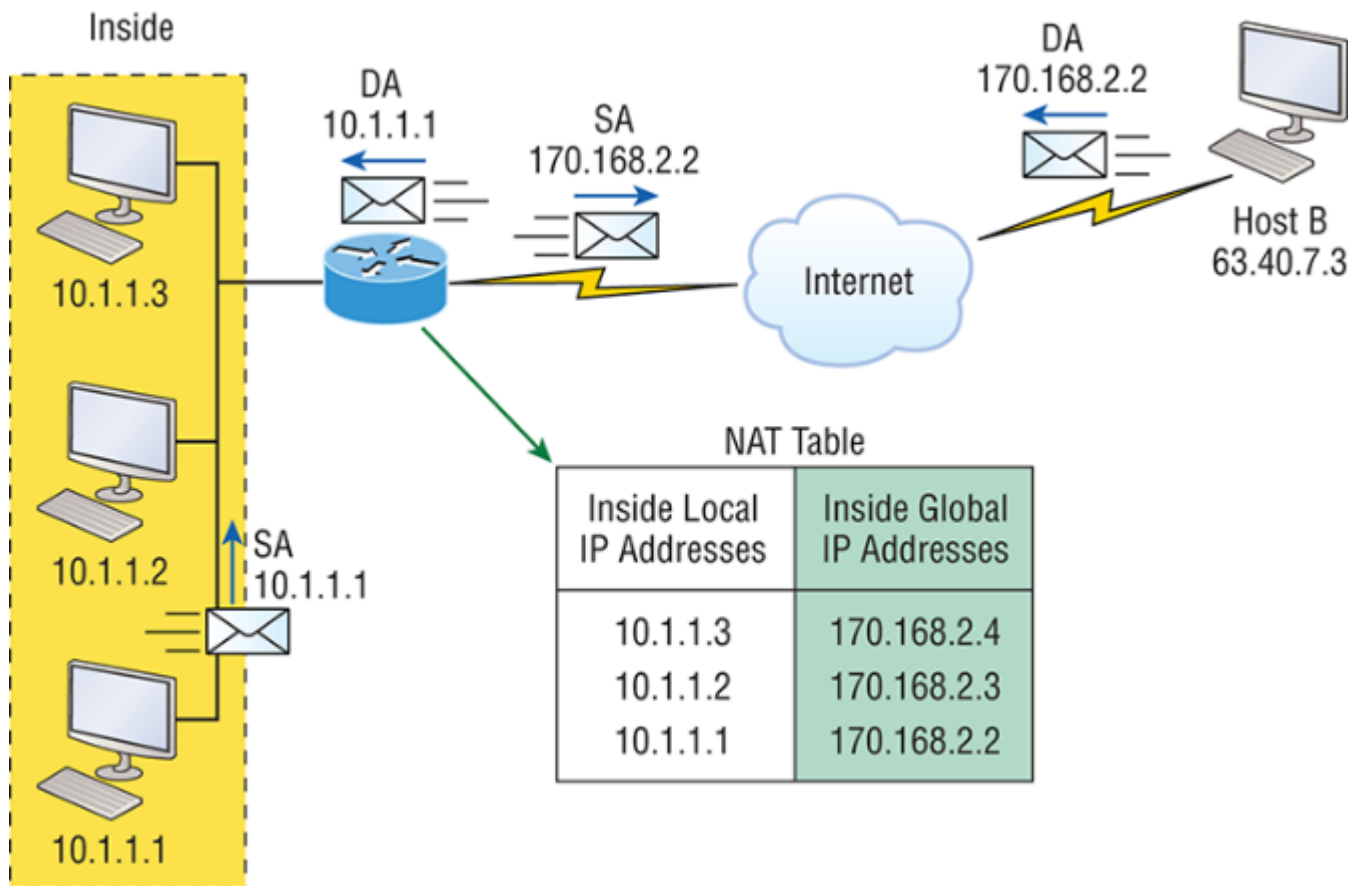 Inside
DA
10.1.1.1
SA
170.168.2.2
DA
170.168.2.2
10.1.1.3
Internet
Host B
63.40.7.3
10.1.1.2
SA
10.1.1.1
10.1.1.1
NAT Table
Inside Local
IP Addresses
Inside Global
IP Addresses
10.1.1.3 170.168.2.4
10.1.1.2 170.168.2.3
10.1.1.1 170.168.2.2